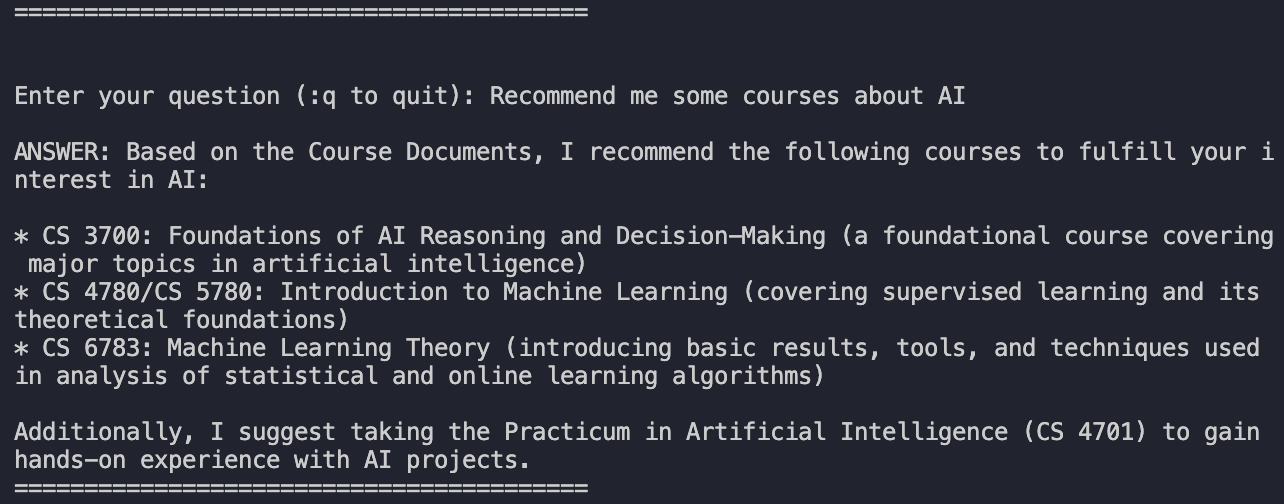 =========================================
Enter your question (:q to quit): Recommend me some courses about AI
ANSWER: Based on the Course Documents, I recommend the following courses to fulfill your i
nterest in AI:
* CS 3700: Foundations of AI Reasoning and Decision-Making (a foundational course covering
 major topics in artificial intelligence)
* CS 4780/CS 5780: Introduction to Machine Learning (covering supervised learning and its
theoretical foundations)
* CS 6783: Machine Learning Theory (introducing basic results, tools, and techniques used
in analysis of statistical and online learning algorithms)
Additionally, I suggest taking the Practicum in Artificial Intelligence (CS 4701) to gain
hands-on experience with AI projects.
=========================================